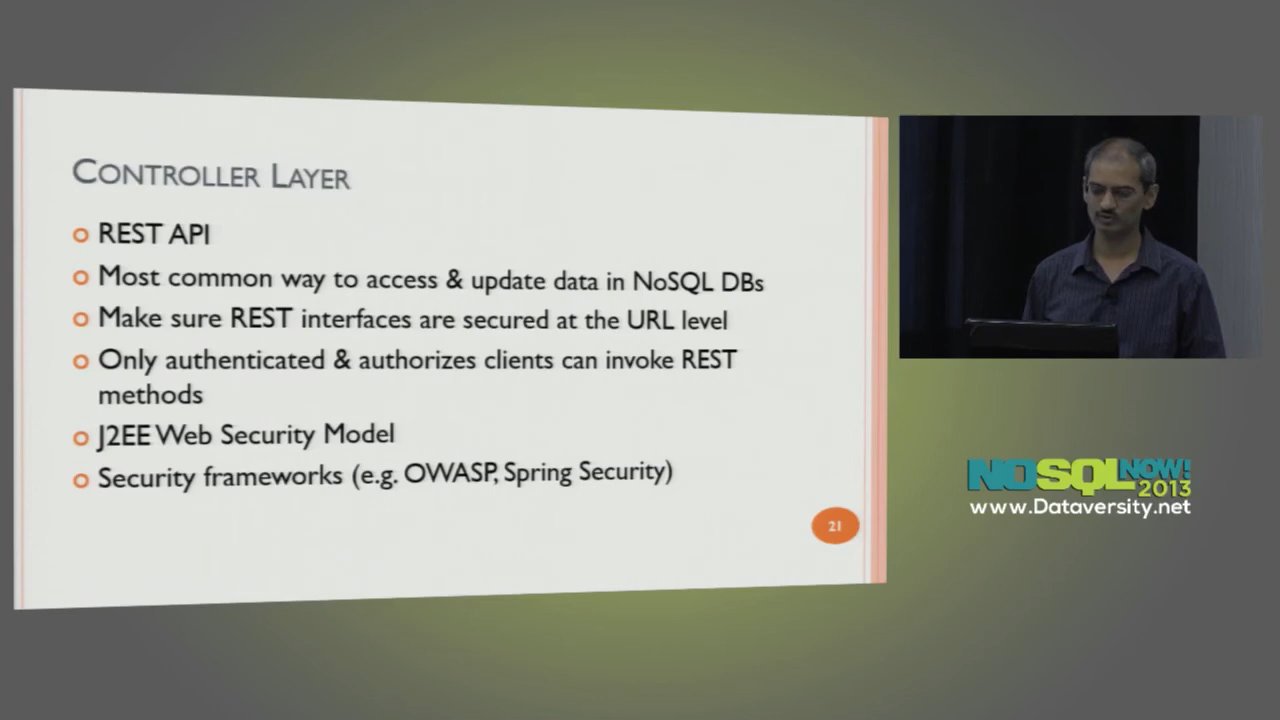 CONTROLLER LAYER
REST API
Most common way to access & update data in NoSQL DBs
Make sure REST interfaces are secured at the URL level
Only authenticated & authorizes clients can invoke REST
methods
J2EE Web Security Model
Security frameworks (e.g. OWASP, Spring Security)
21
NOSQLNOW!
2013
www.Dataversity.net